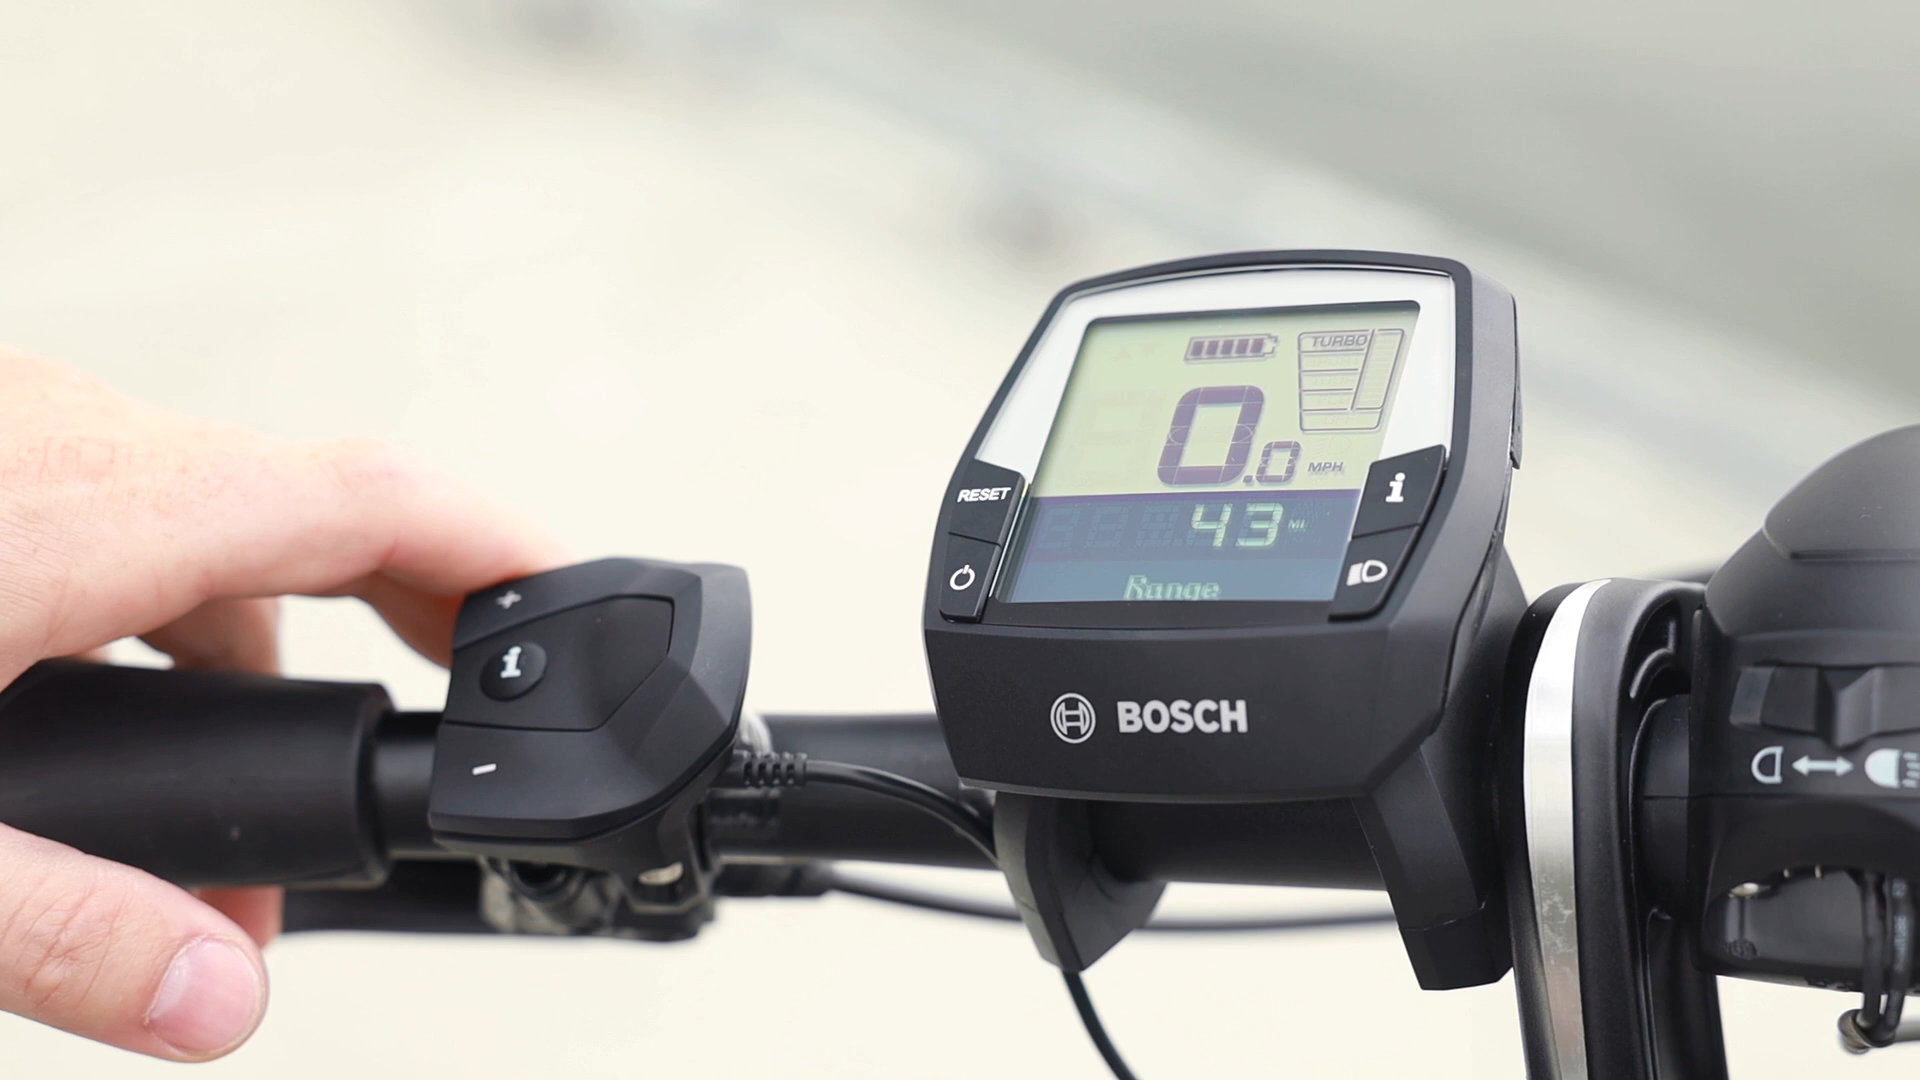 TURBO
0.0 MPH
RESET
i
43 MI
Range
+
i
BOSCH
-